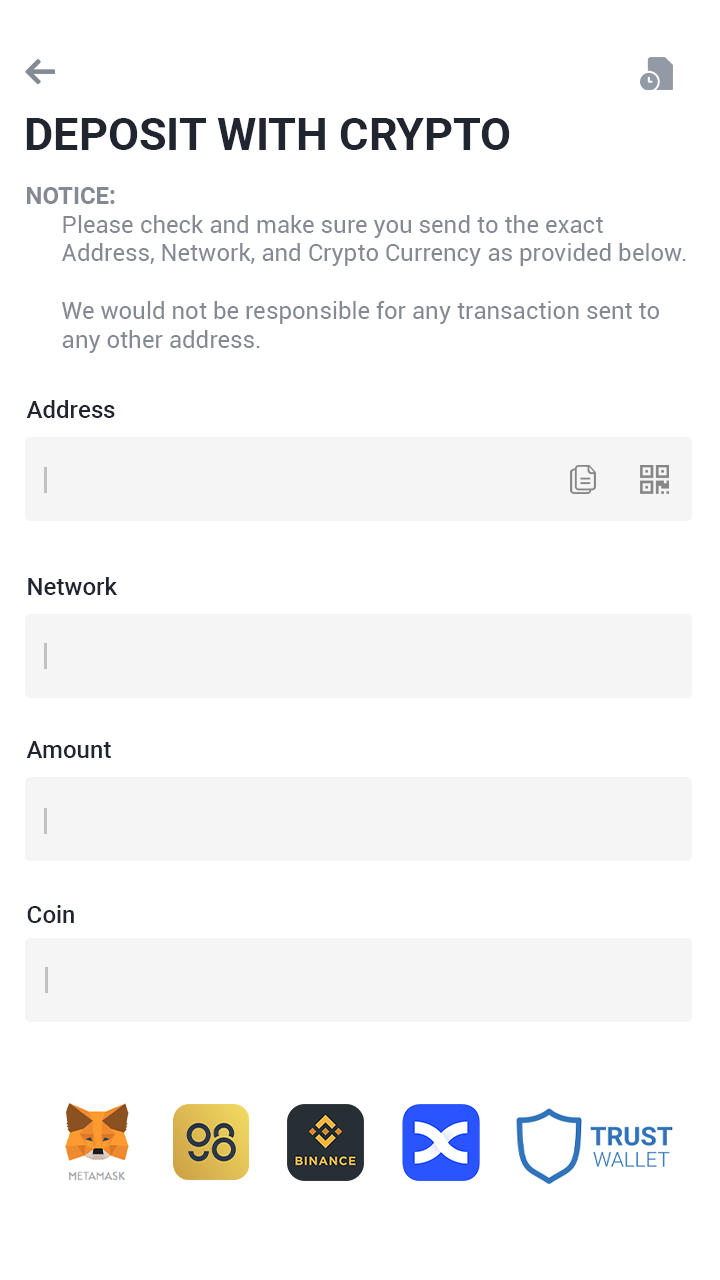 DEPOSIT WITH CRYPTO
NOTICE:
Please check and make sure you send to the exact
Address, Network, and Crypto Currency as provided below.
We would not be responsible for any transaction sent to
any other address.
Address
Network
Amount
Coin
METAMASK
98
BINANCE
TRUST
WALLET